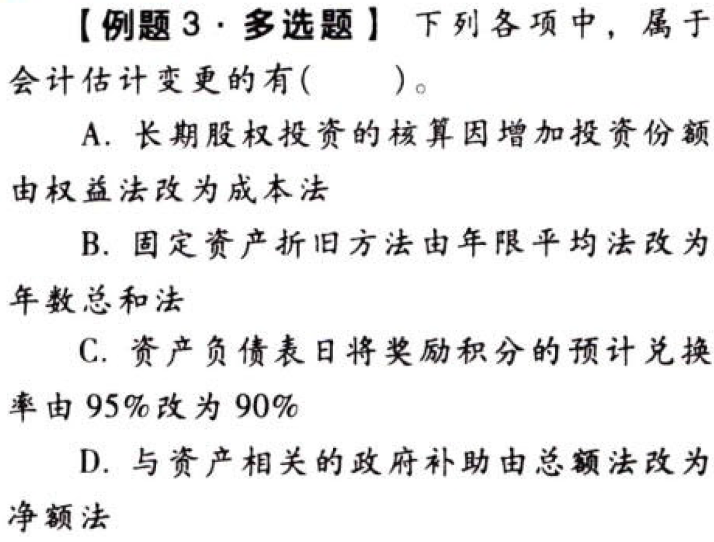 【例题3·多选题】 下列各项中，属于
会计估计变更的有(　　)。
A. 长期股权投资的核算因增加投资份额
由权益法改为成本法
B. 固定资产折旧方法由年限平均法改为
年数总和法
C. 资产负债表日将奖励积分的预计兑换
率由 95%改为 90%
D. 与资产相关的政府补助由总额法改为
净额法